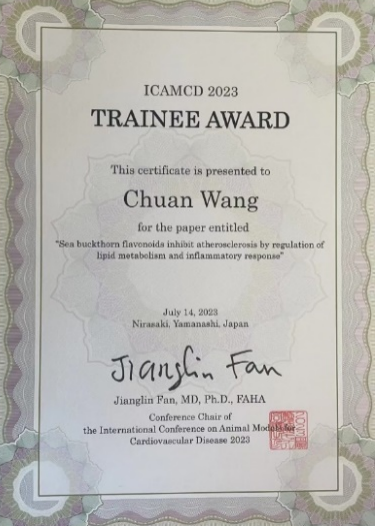 ICAMCD 2023
TRAINEE AWARD
This certificate is presented to
Chuan Wang
for the paper entitled
"Sea buckthorn flavonoids inhibit atherosclerosis by regulation of
lipid metabolism and inflammatory response"
July 14, 2023
Nirasaki, Yamanashi, Japan
Jianglin Fan
Jianglin Fan, MD, Ph.D., FAHA
Conference Chair of
the International Conference on Animal Models for
Cardiovascular Disease 2023